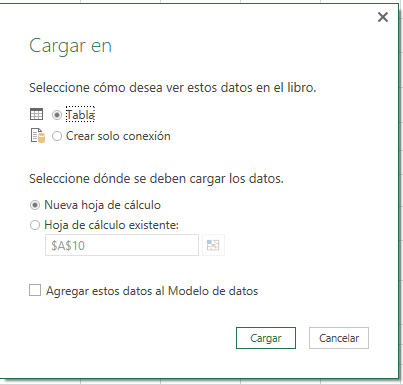 Cargar en
Seleccione cómo desea ver estos datos en el libro.
Tabla
Crear solo conexión
Seleccione dónde se deben cargar los datos.
Nueva hoja de cálculo
Hoja de cálculo existente:
$A$10
Agregar estos datos al Modelo de datos
Cargar Cancelar